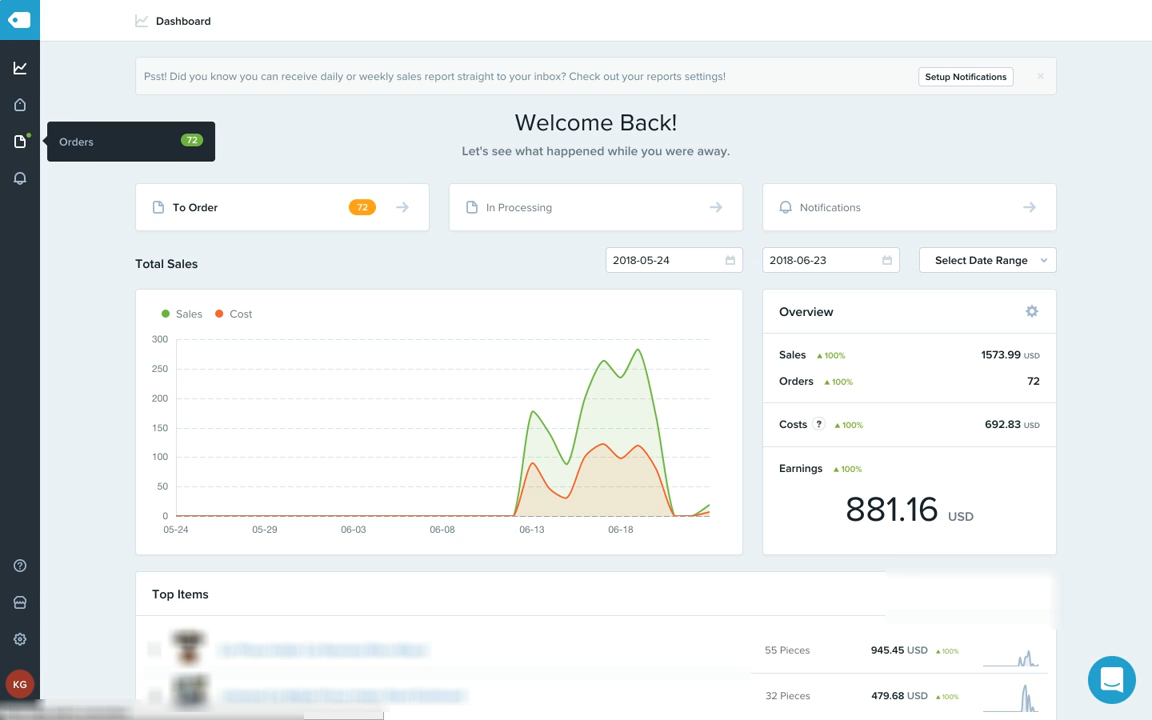 Dashboard
Psst! Did you know you can receive daily or weekly sales report straight to your inbox? Check out your reports settings!
Setup Notifications
×
Welcome Back!
Let's see what happened while you were away.
Orders 72
To Order 72
In Processing
Notifications
Total Sales
2018-05-24
2018-06-23
Select Date Range
Sales Cost
300
250
200
150
100
50
0
05-24 05-29 06-03 06-08 06-13 06-18
Overview
Sales ▲100% 1573.99 USD
Orders ▲100% 72
Costs ? ▲100% 692.83 USD
Earnings ▲100%
881.16 USD
Top Items
55 Pieces 945.45 USD ▲100%
32 Pieces 479.68 USD ▲100%
KG